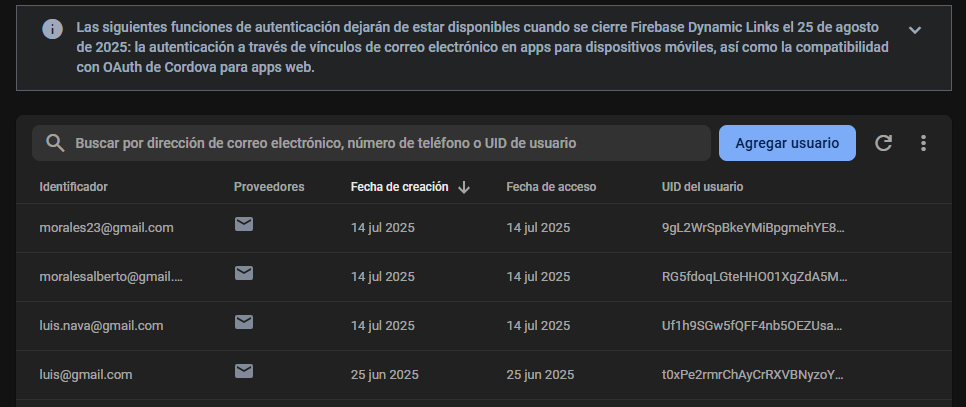 Las siguientes funciones de autenticación dejarán de estar disponibles cuando se cierre Firebase Dynamic Links el 25 de agosto
de 2025: la autenticación a través de vínculos de correo electrónico en apps para dispositivos móviles, así como la compatibilidad
con OAuth de Cordova para apps web.
Buscar por dirección de correo electrónico, número de teléfono o UID de usuario Agregar usuario
Identificador Proveedores Fecha de creación Fecha de acceso UID del usuario
morales23@gmail.com 14 jul 2025 14 jul 2025 9gL2WrSpBkeYMiBpgmehYE8...
moralesalberto@gmail.... 14 jul 2025 14 jul 2025 RG5fdoqLGteHHO01XgZdA5M...
luis.nava@gmail.com 14 jul 2025 14 jul 2025 Uf1h9SGw5fQFF4nb5OEZUsa...
luis@gmail.com 25 jun 2025 25 jun 2025 t0xPe2rmrChAyCrRXVBNyzoY...